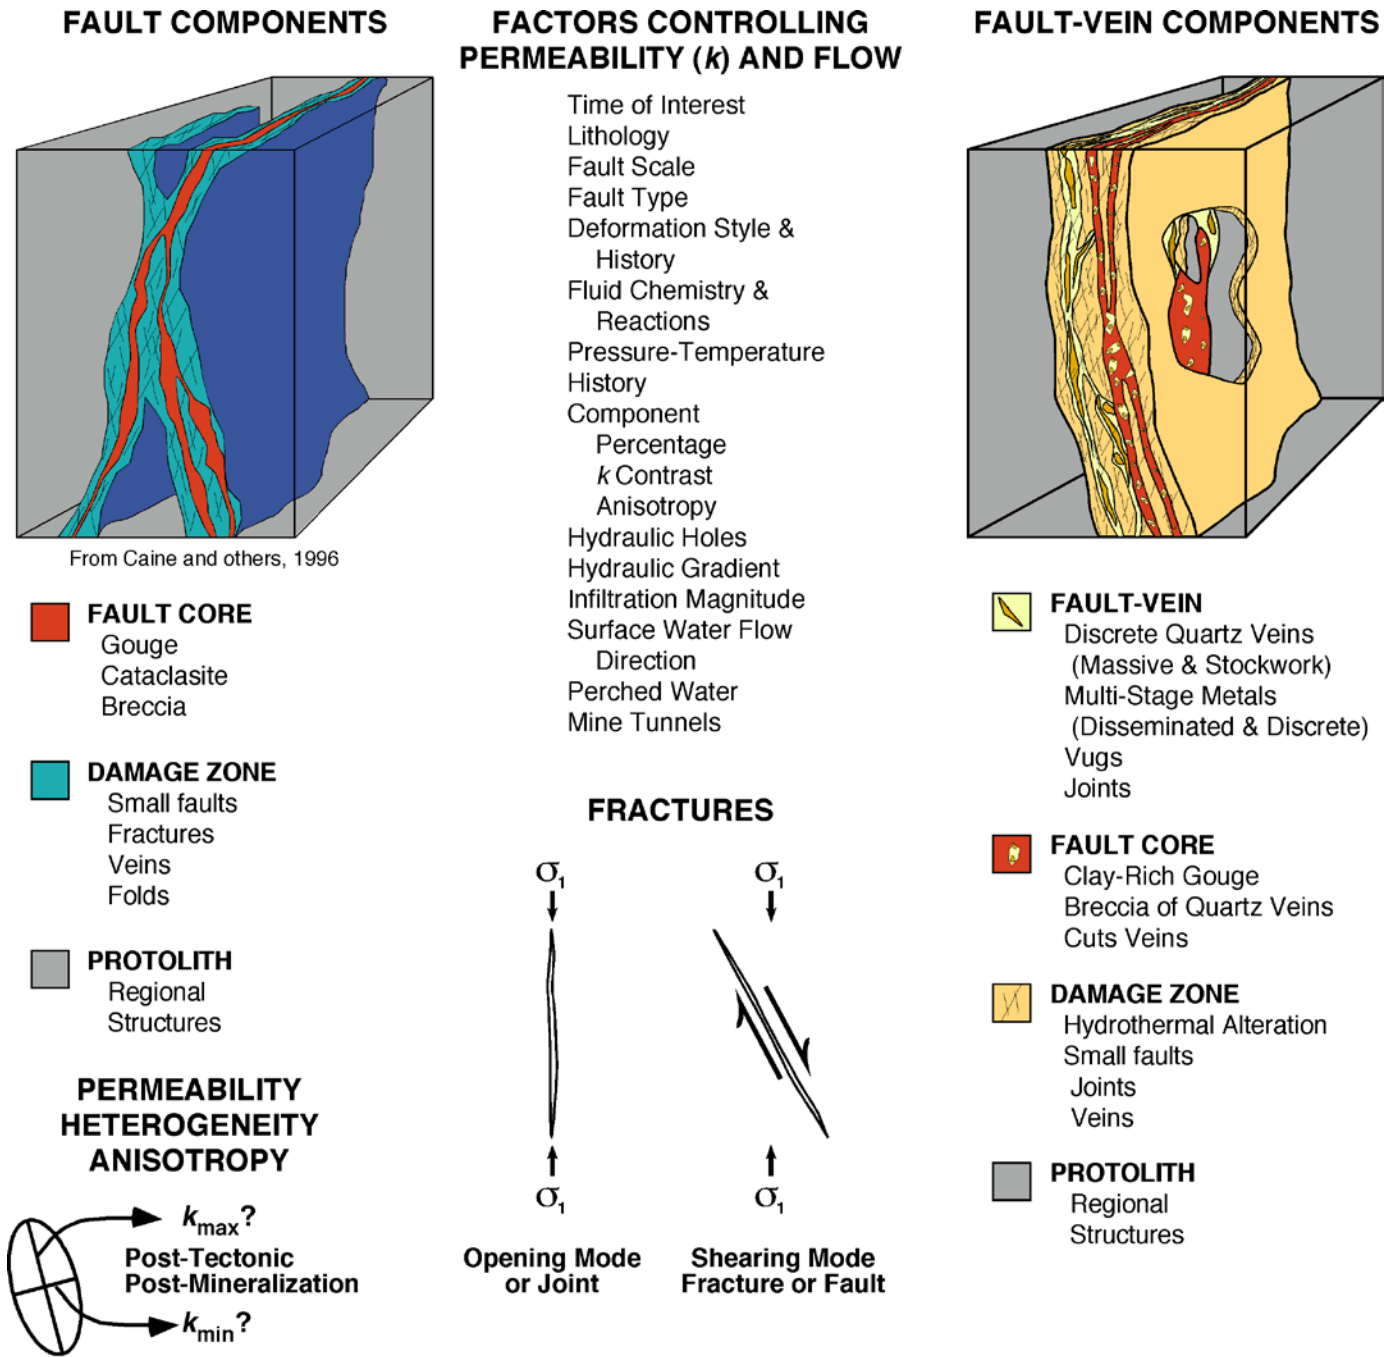 FAULT COMPONENTS
From Caine and others, 1996
FAULT CORE
Gouge
Cataclasite
Breccia
DAMAGE ZONE
Small faults
Fractures
Veins
Folds
PROTOLITH
Regional
Structures
PERMEABILITY
HETEROGENEITY
ANISOTROPY
kmax?
Post-Tectonic
Post-Mineralization
kmin?
FACTORS CONTROLLING
PERMEABILITY (k) AND FLOW
Time of Interest
Lithology
Fault Scale
Fault Type
Deformation Style &
History
Fluid Chemistry &
Reactions
Pressure-Temperature
History
Component
Percentage
k Contrast
Anisotropy
Hydraulic Holes
Hydraulic Gradient
Infiltration Magnitude
Surface Water Flow
Direction
Perched Water
Mine Tunnels
FRACTURES
σ1
σ1
Opening Mode
or Joint
σ1
σ1
Shearing Mode
Fracture or Fault
FAULT-VEIN COMPONENTS
FAULT-VEIN
Discrete Quartz Veins
(Massive & Stockwork)
Multi-Stage Metals
(Disseminated & Discrete)
Vugs
Joints
FAULT CORE
Clay-Rich Gouge
Breccia of Quartz Veins
Cuts Veins
DAMAGE ZONE
Hydrothermal Alteration
Small faults
Joints
Veins
PROTOLITH
Regional
Structures